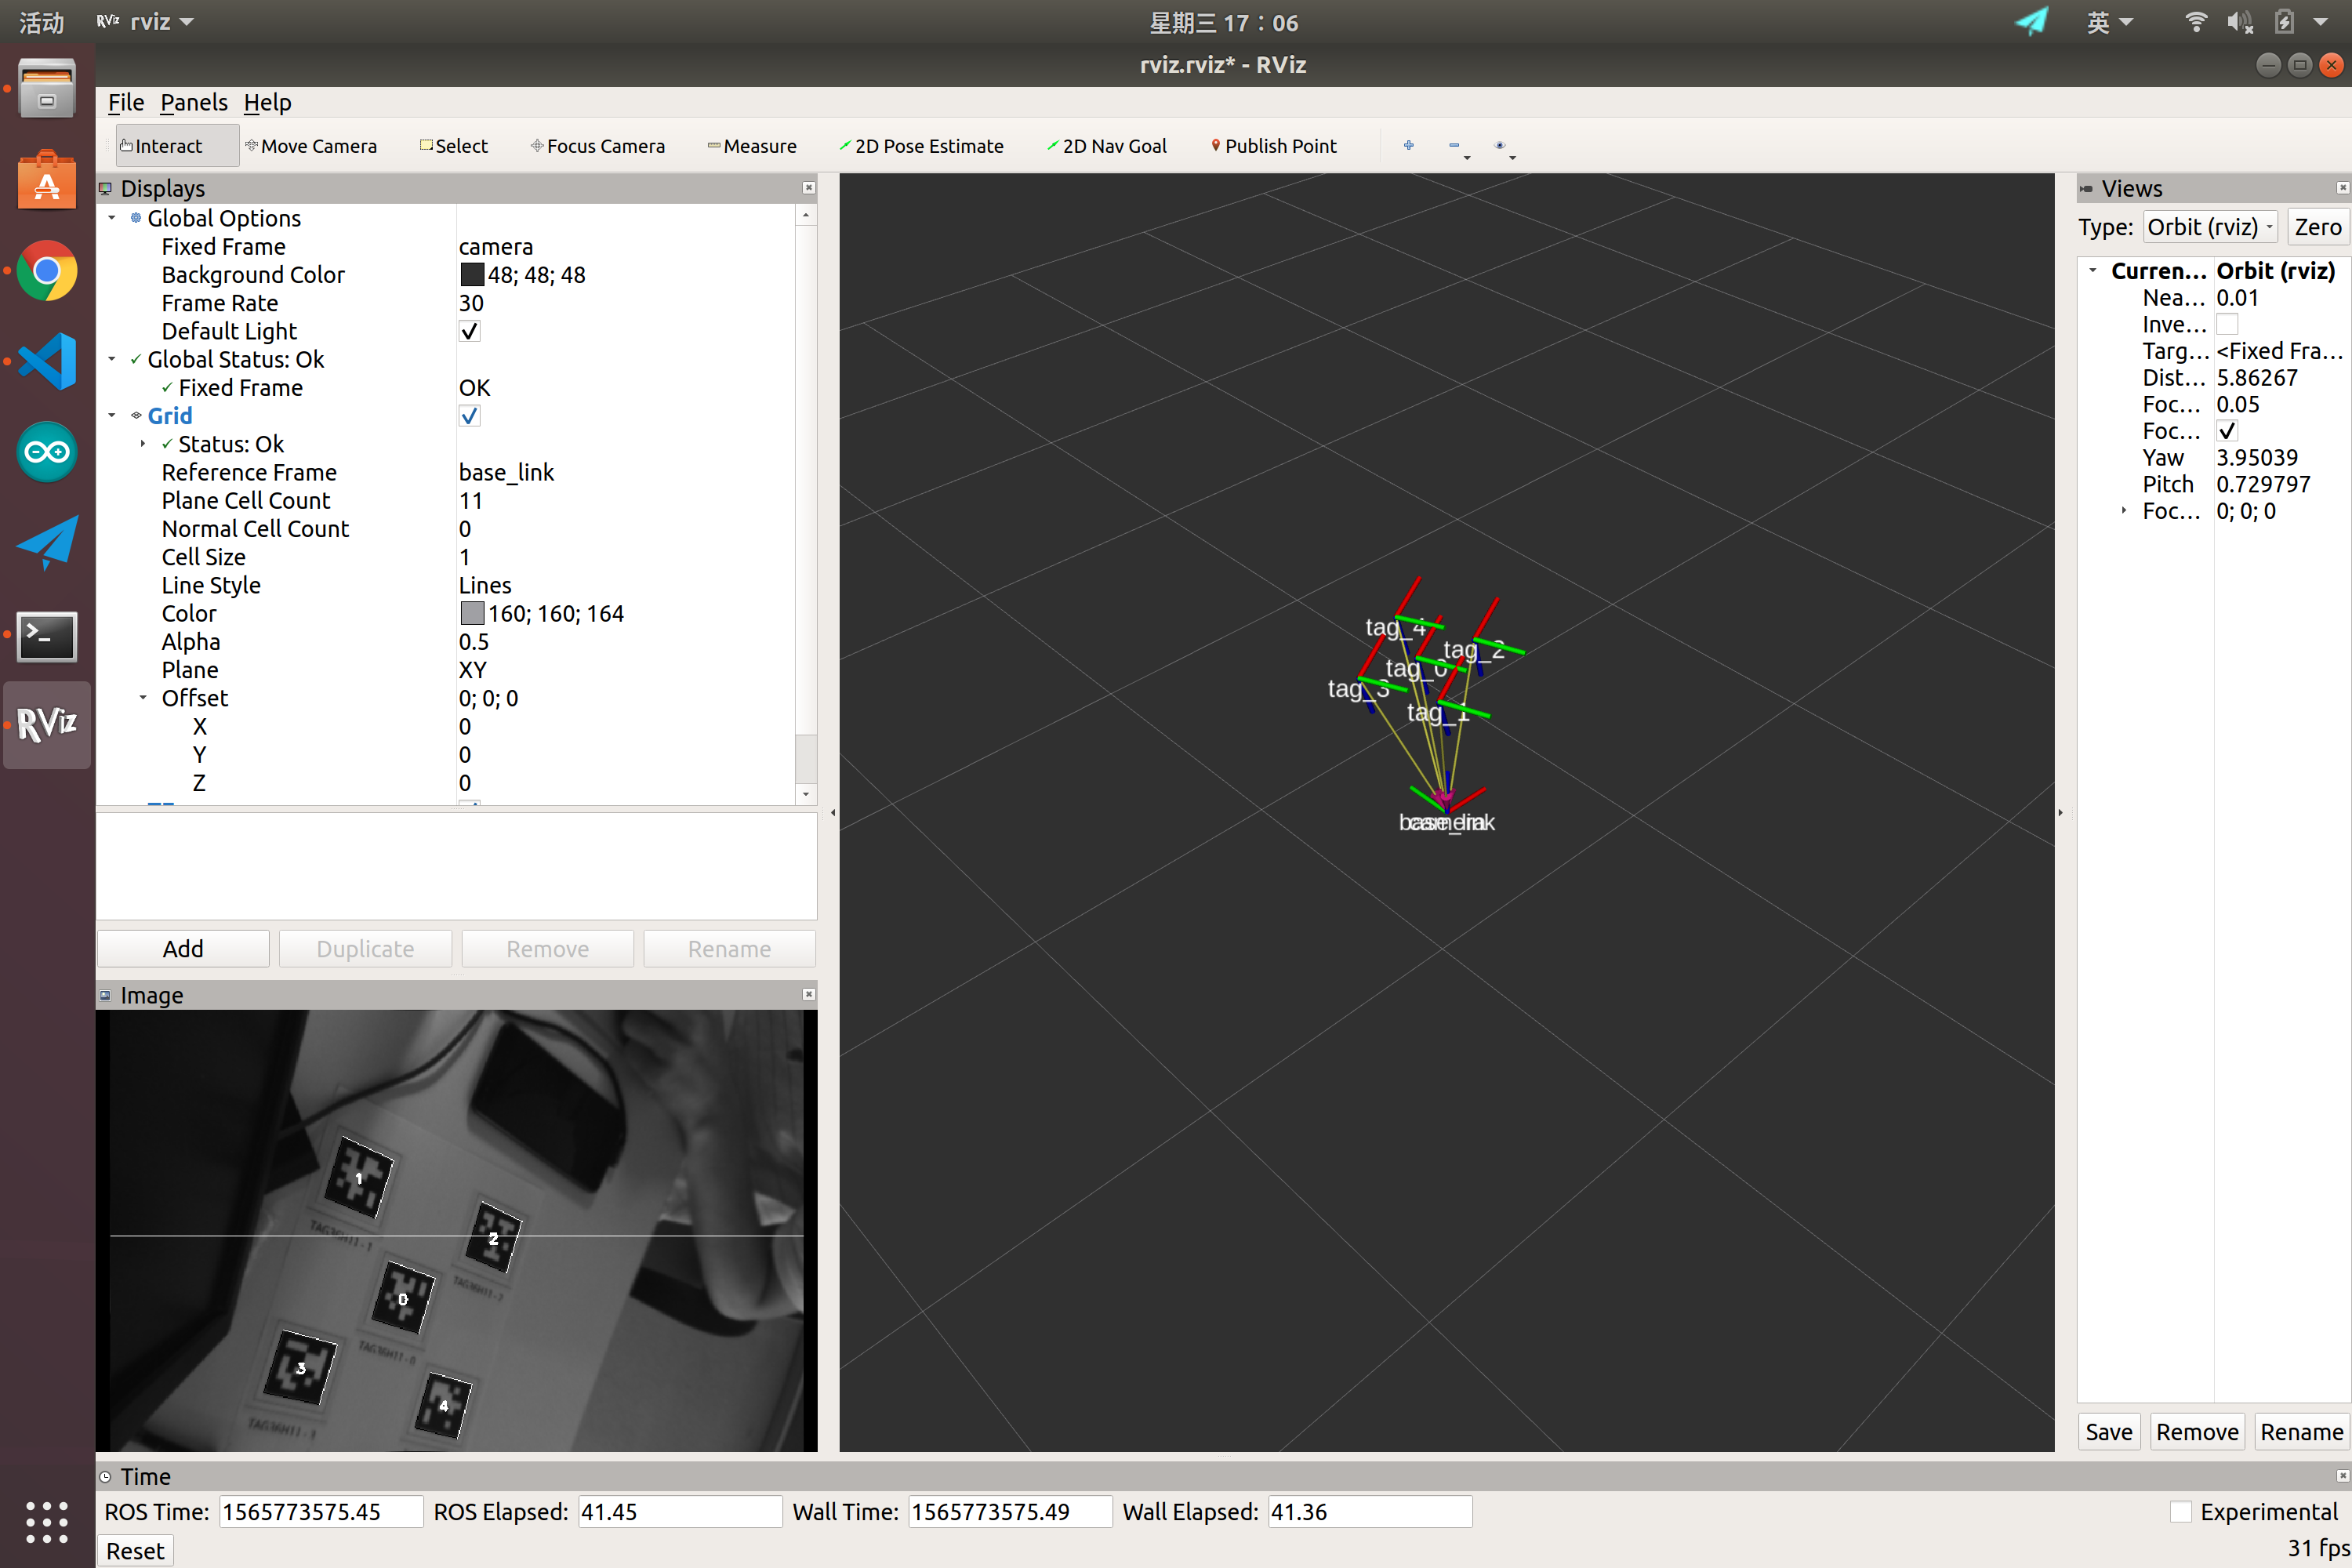 活动
rviz
星期三 17：06
英
rviz.rviz* - RViz
File Panels Help
Interact Move Camera Select Focus Camera Measure 2D Pose Estimate 2D Nav Goal Publish Point
Displays
Global Options
Fixed Frame camera
Background Color 48; 48; 48
Frame Rate 30
Default Light
Global Status: Ok
Fixed Frame OK
Grid
Status: Ok
Reference Frame base_link
Plane Cell Count 11
Normal Cell Count 0
Cell Size 1
Line Style Lines
Color 160; 160; 164
Alpha 0.5
Plane XY
Offset 0; 0; 0
X 0
Y 0
Z 0
Add Duplicate Remove Rename
Image
1
TAG36H11-1
2
0
TAG36H11-0
3
4
tag_4
tag_2
tag_0
tag_3
tag_1
base_link
camera
Views
Type: Orbit (rviz) Zero
Curren... Orbit (rviz)
Nea... 0.01
Inve...
Targ... <Fixed Fra...
Dist... 5.86267
Foc... 0.05
Foc...
Yaw 3.95039
Pitch 0.729797
Foc... 0; 0; 0
Save Remove Rename
Time
ROS Time: 1565773575.45 ROS Elapsed: 41.45 Wall Time: 1565773575.49 Wall Elapsed: 41.36 Experimental
Reset 31 fps
RViz